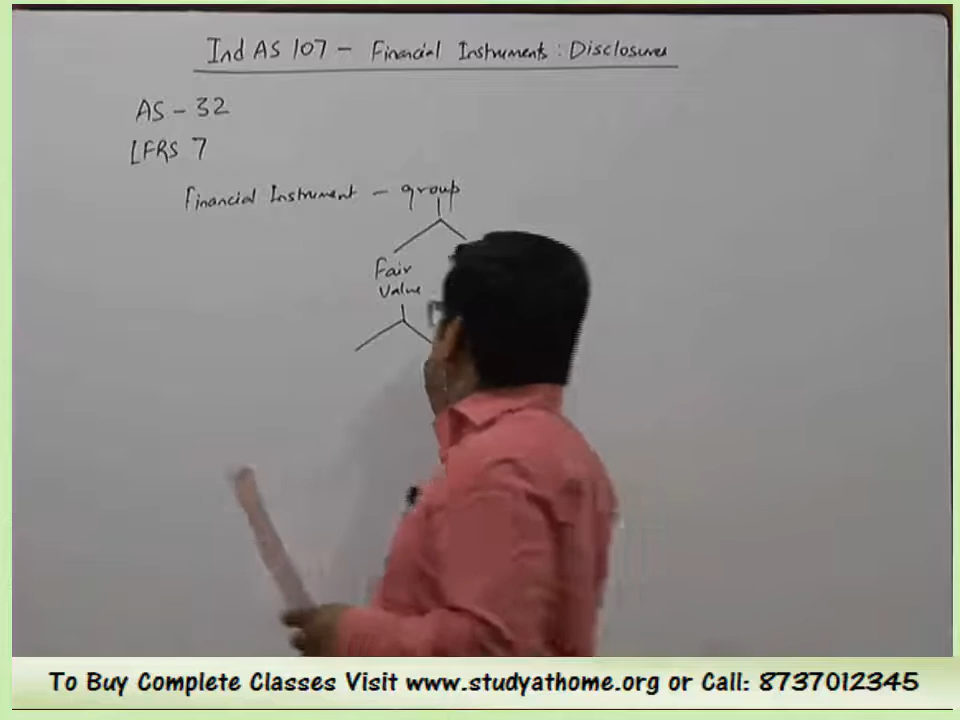 Ind AS 107 - Financial Instruments : Disclosures
AS - 32
IFRS 7
Financial Instrument - group
Fair
Value
To Buy Complete Classes Visit www.studyathome.org or Call: 8737012345